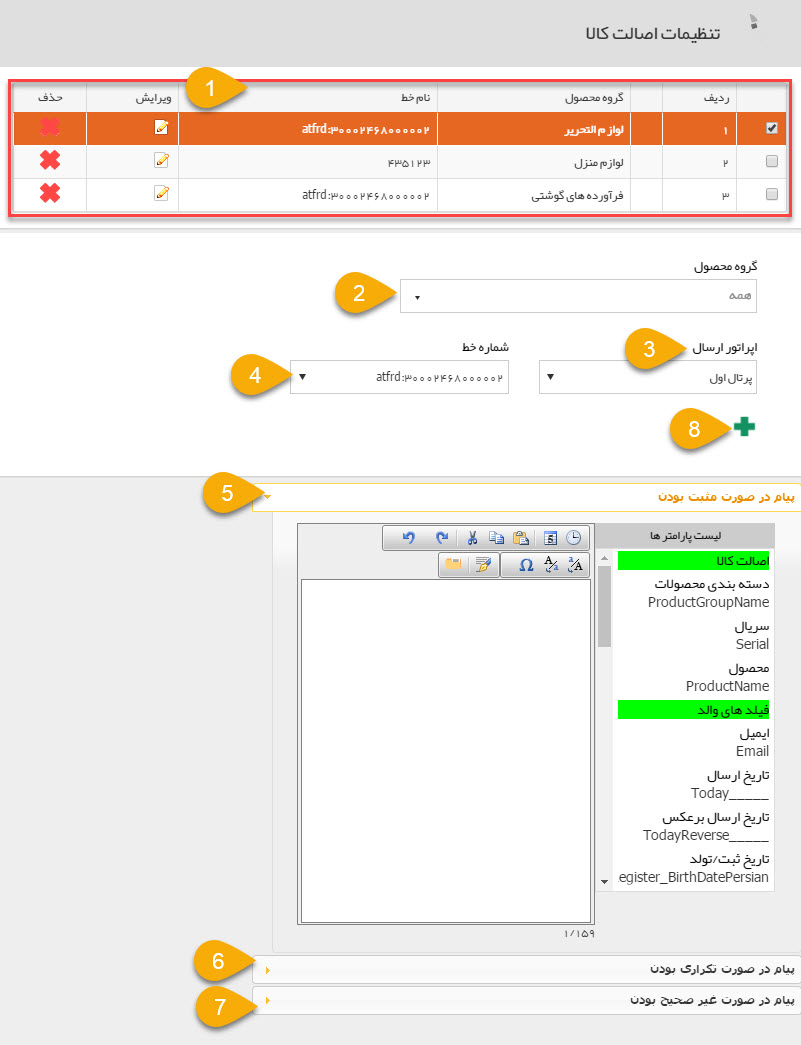 تنظیمات اصالت کالا
ردیف گروه محصول نام خط ویرایش حذف
1
۱ لوازم التحریر atfrd:۳۰۰۰۲۴۶۸۰۰۰۰۰۲
۲ لوازم منزل ۴۳۵۱۲۳
۳ فرآورده های گوشتی atfrd:۳۰۰۰۲۴۶۸۰۰۰۰۰۲
گروه محصول
همه
2
اپراتور ارسال
3
شماره خط
پرتال اول
atfrd:۳۰۰۰۲۴۶۸۰۰۰۰۰۲
4
8
پیام در صورت مثبت بودن
5
لیست پارامتر ها
اصالت کالا
دسته بندی محصولات
ProductGroupName
سریال
Serial
محصول
ProductName
فیلد های والد
ایمیل
Email
تاریخ ارسال
Today_____
تاریخ ارسال برعکس
TodayReverse_____
تاریخ ثبت/تولد
egister_BirthDatePersian
۱/۱۵۹
پیام در صورت تکراری بودن
6
پیام در صورت غیر صحیح بودن
7